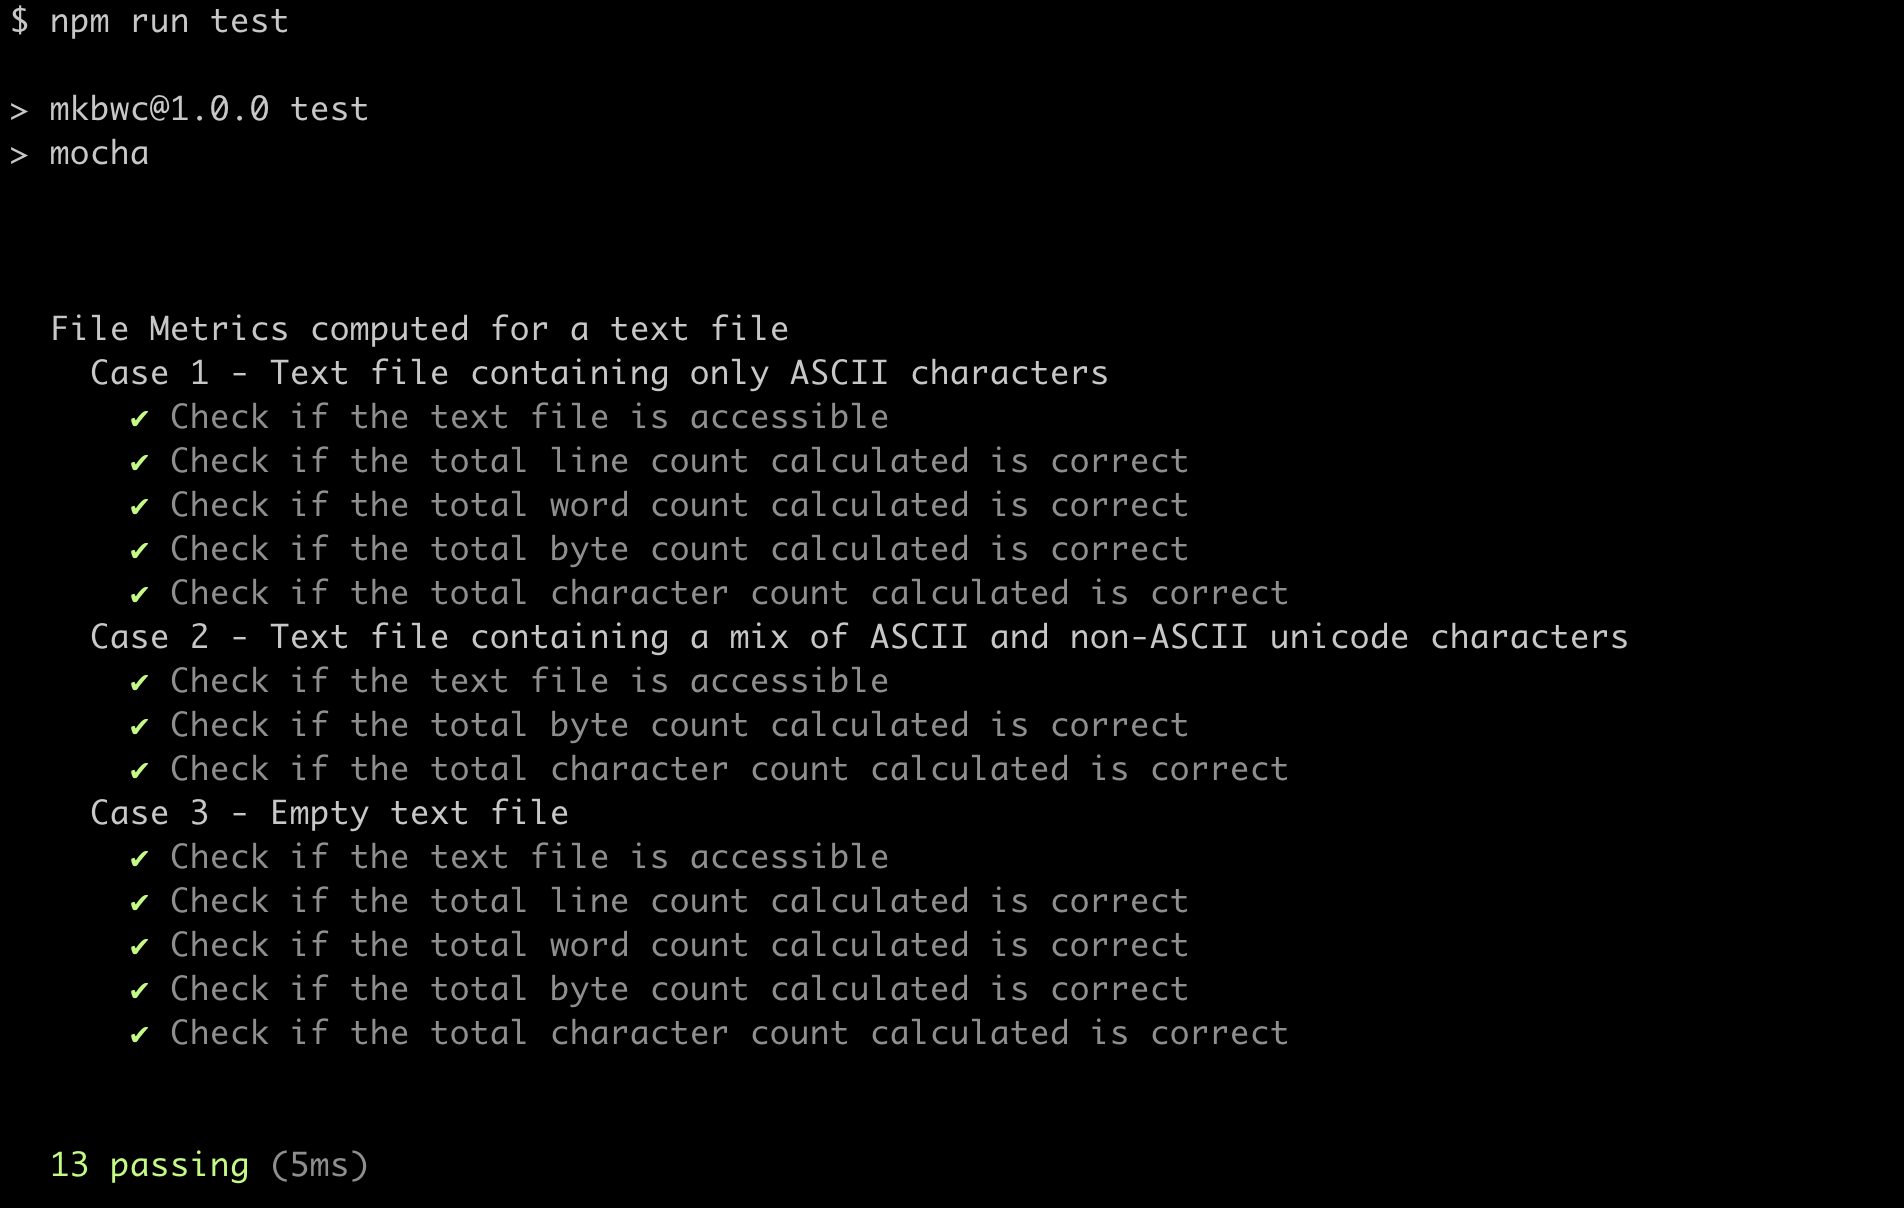 $ npm run test
> mkbwc@1.0.0 test
> mocha
File Metrics computed for a text file
Case 1 - Text file containing only ASCII characters
✔ Check if the text file is accessible
✔ Check if the total line count calculated is correct
✔ Check if the total word count calculated is correct
✔ Check if the total byte count calculated is correct
✔ Check if the total character count calculated is correct
Case 2 - Text file containing a mix of ASCII and non-ASCII unicode characters
✔ Check if the text file is accessible
✔ Check if the total byte count calculated is correct
✔ Check if the total character count calculated is correct
Case 3 - Empty text file
✔ Check if the text file is accessible
✔ Check if the total line count calculated is correct
✔ Check if the total word count calculated is correct
✔ Check if the total byte count calculated is correct
✔ Check if the total character count calculated is correct
13 passing (5ms)